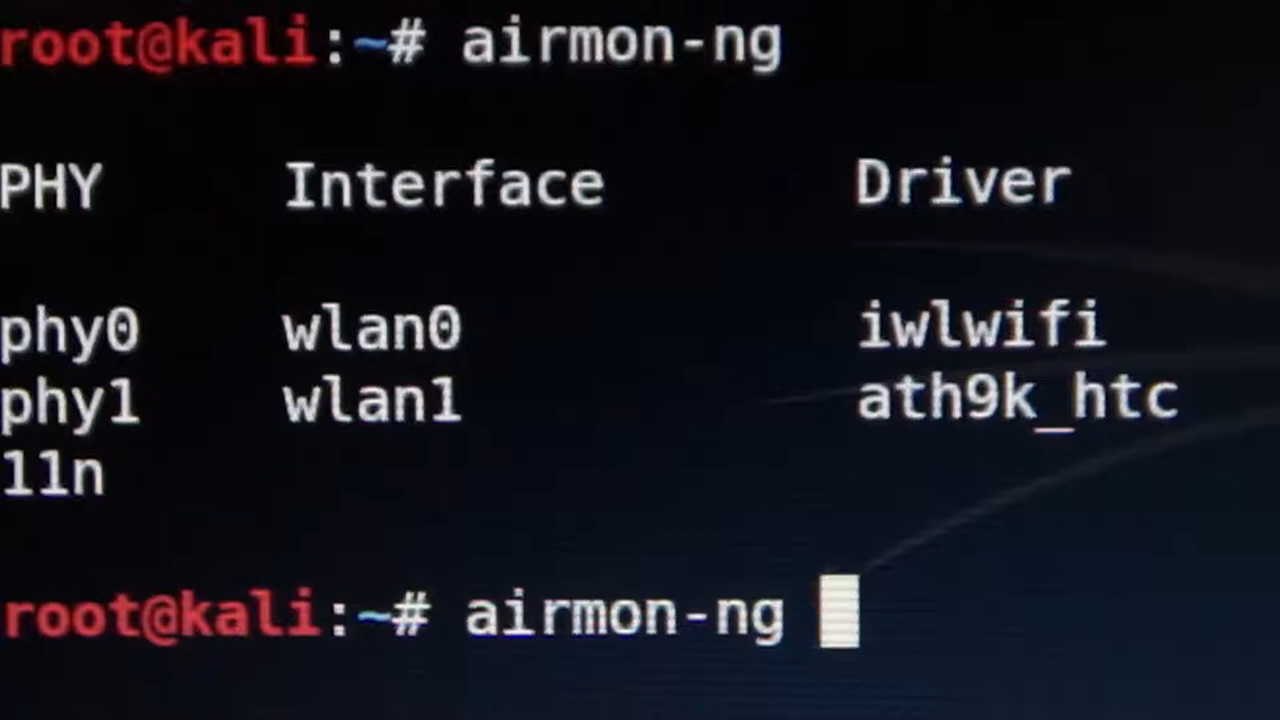 root@kali:~# airmon-ng
PHY Interface Driver
phy0 wlan0 iwlwifi
phy1 wlan1 ath9k_htc
11n
root@kali:~# airmon-ng